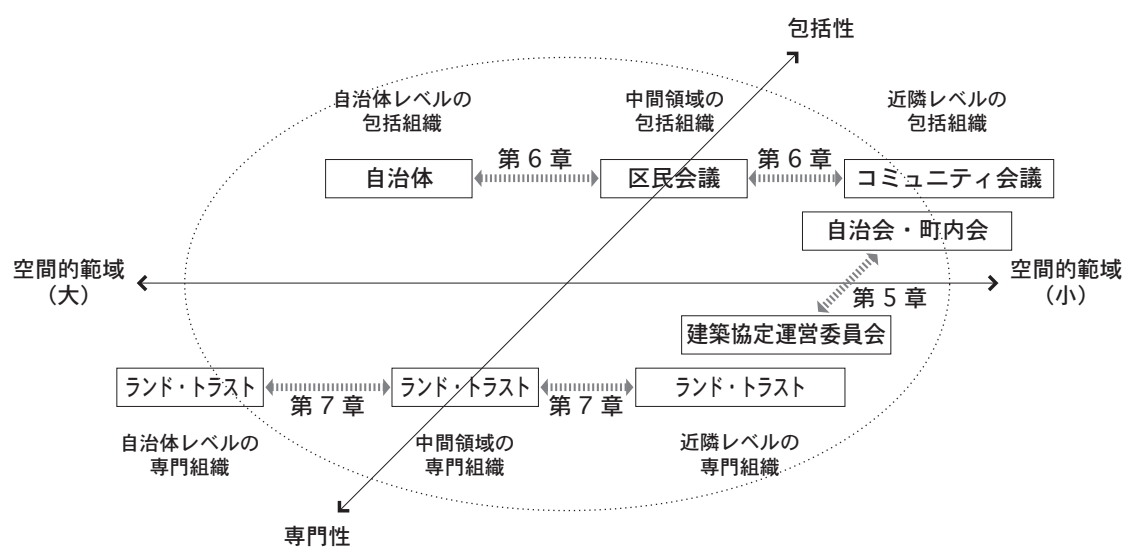 包括性
自治体レベルの
包括組織
中間領域の
包括組織
近隣レベルの
包括組織
自治体
第6章
区民会議
第6章
コミュニティ会議
自治会・町内会
空間的範域
（大）
空間的範域
（小）
第5章
建築協定運営委員会
ランド・トラスト
第7章
ランド・トラスト
第7章
ランド・トラスト
自治体レベルの
専門組織
中間領域の
専門組織
近隣レベルの
専門組織
専門性